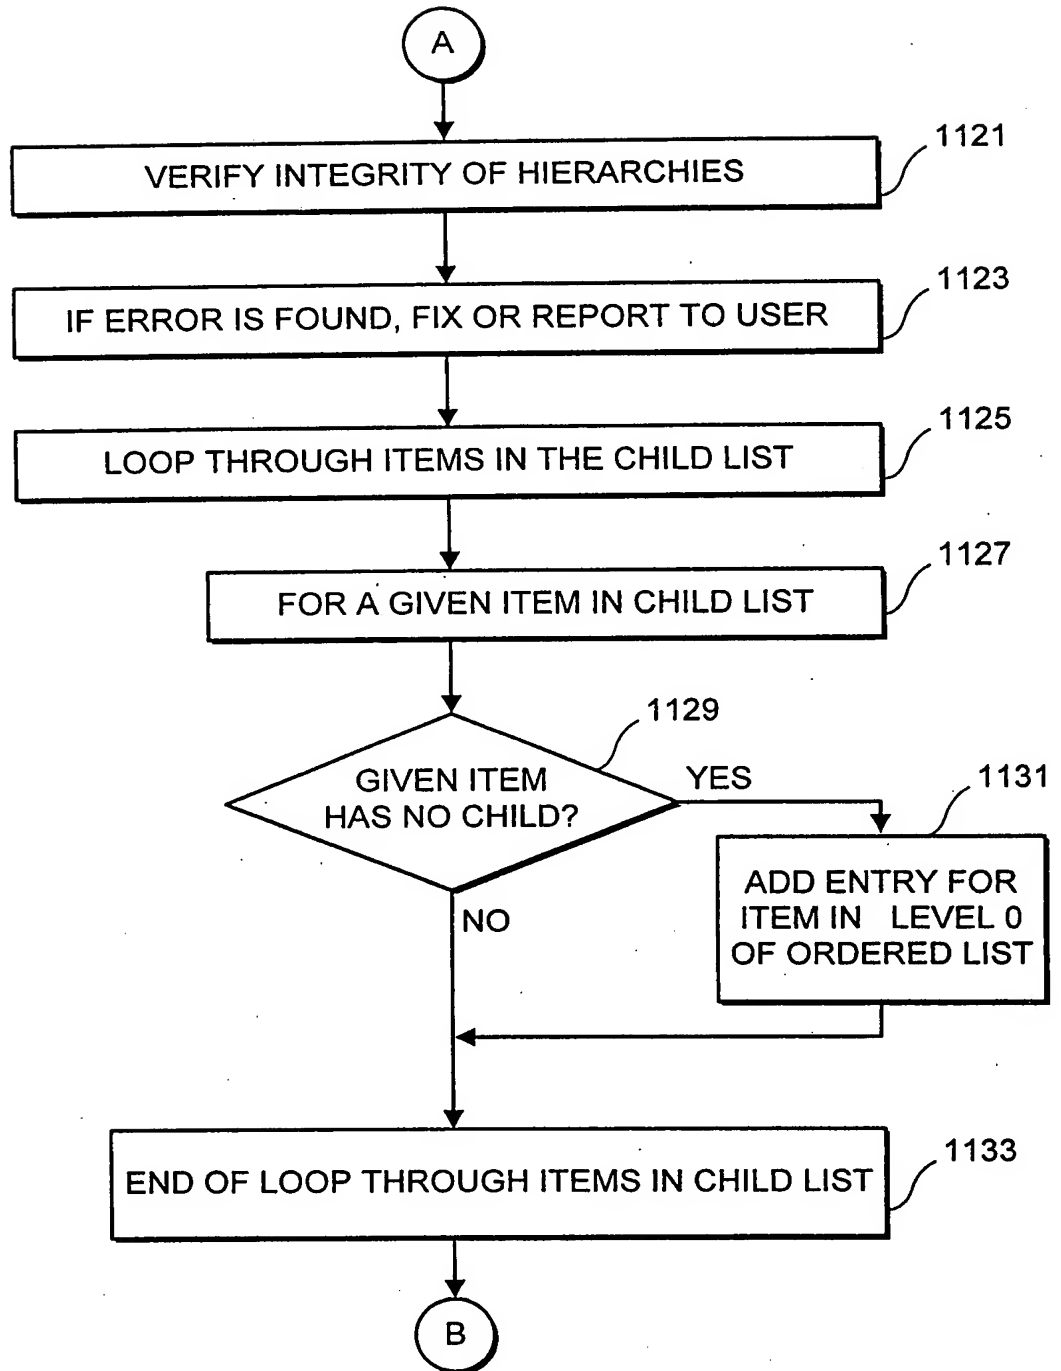 A
1121
VERIFY INTEGRITY OF HIERARCHIES
1123
IF ERROR IS FOUND, FIX OR REPORT TO USER
1125
LOOP THROUGH ITEMS IN THE CHILD LIST
1127
FOR A GIVEN ITEM IN CHILD LIST
1129
GIVEN ITEM
HAS NO CHILD?
YES
1131
ADD ENTRY FOR
ITEM IN LEVEL 0
OF ORDERED LIST
NO
1133
END OF LOOP THROUGH ITEMS IN CHILD LIST
B